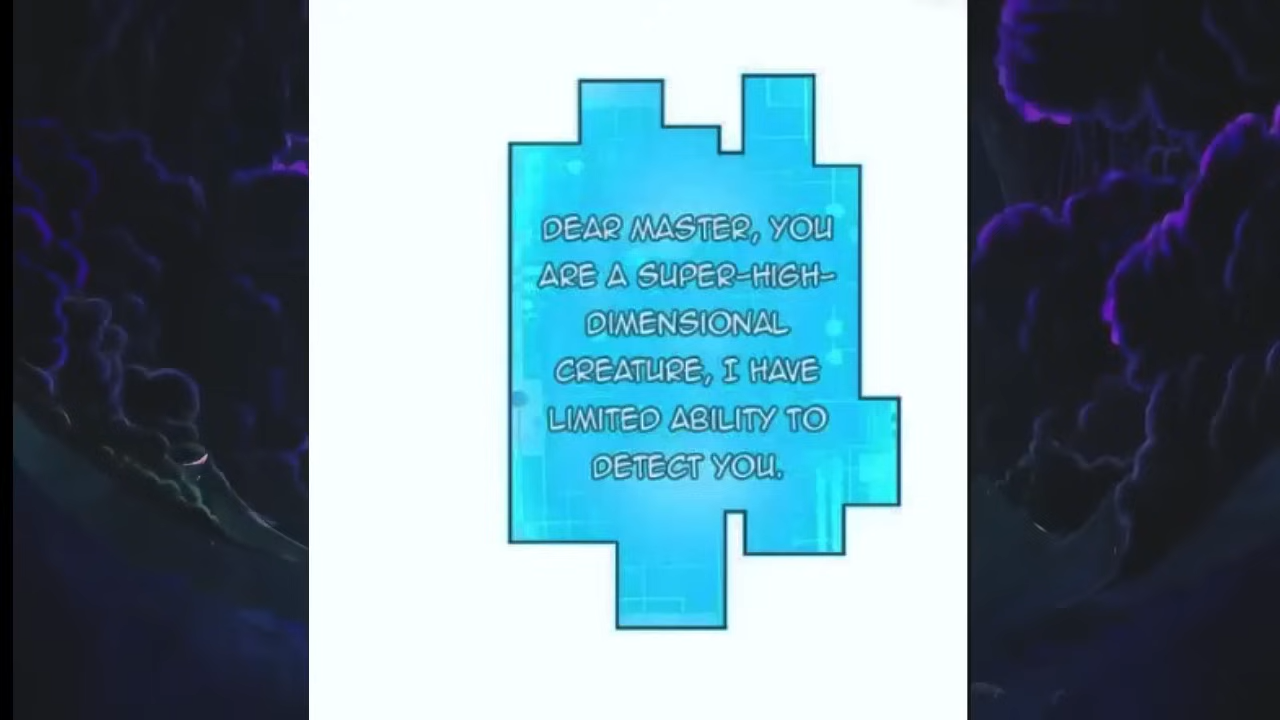 DEAR MASTER, YOU
ARE A SUPER-HIGH-
DIMENSIONAL
CREATURE, I HAVE
LIMITED ABILITY TO
DETECT YOU.